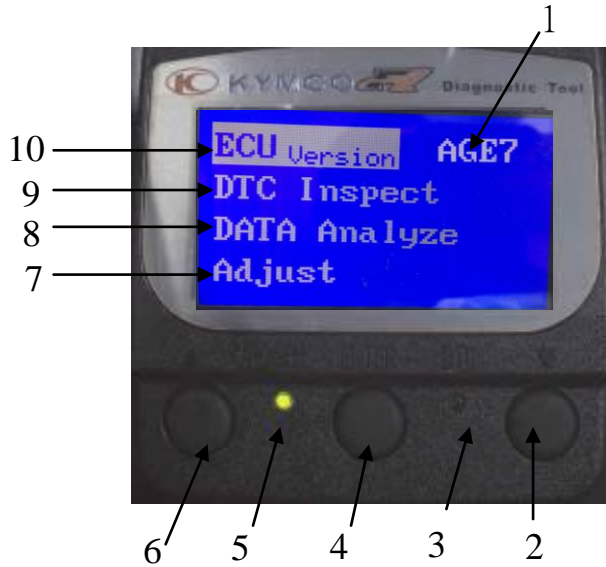 1
KYMCO
Diagnostic Tool
10
ECU Version AGE7
9
DTC Inspect
8
DATA Analyze
7
Adjust
6 5 4 3 2